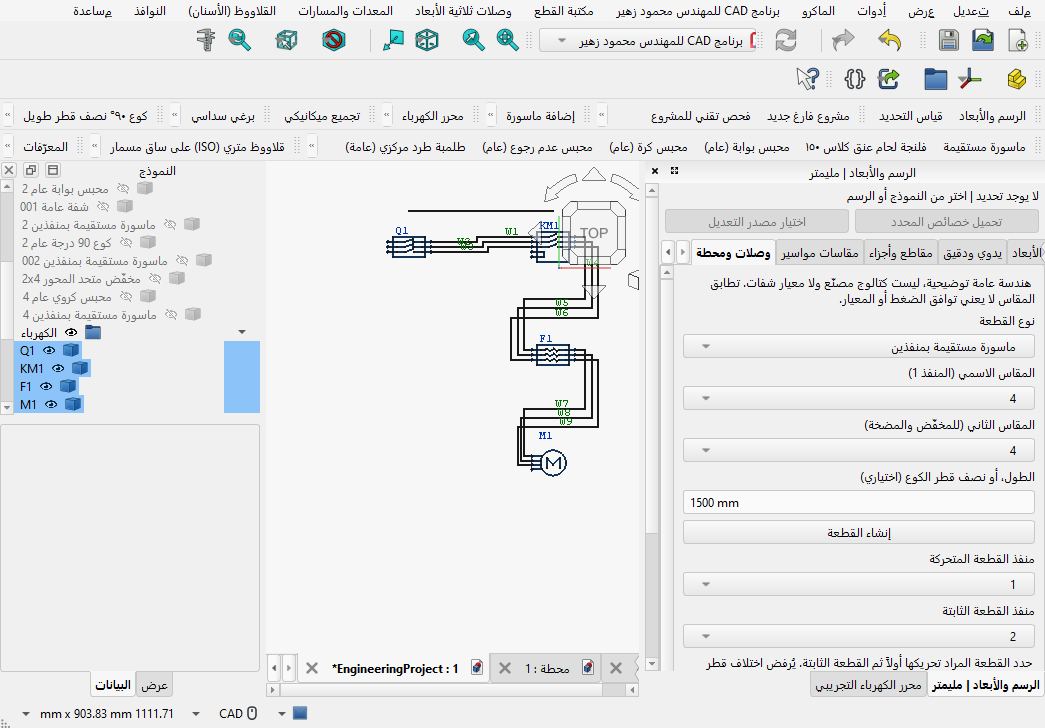 ملف تعديل عرض أدوات الماكرو برنامج CAD للمهندس محمود زهير مكتبة القطع وصلات ثلاثية الأبعاد المعدات والمسارات القلاووظ (الأسنان) النوافذ مساعدة
برنامج CAD للمهندس محمود زهير
الرسم والأبعاد قياس التحديد مشروع فارغ جديد فحص تقني للمشروع إضافة ماسورة محرر الكهرباء تجميع ميكانيكي برغي سداسي كوع ٩٠° نصف قطر طويل
ماسورة مستقيمة فلنجة لحام عنق كلاس ١٥٠ محبس بوابة (عام) محبس كرة (عام) محبس عدم رجوع (عام) طلمبة طرد مركزي (عامة) قلاووظ متري (ISO) على ساق مسمار المعرّفات
الرسم والأبعاد | مليمتر
لا يوجد تحديد | اختر من النموذج أو الرسم
تحميل خصائص المحدد
اختيار مصدر التعديل
الأبعاد
يدوي ودقيق
مقاطع وأجزاء
مقاسات مواسير
وصلات ومحطة
هندسة عامة توضيحية، ليست كتالوج مصنّع ولا معيار شفات. تطابق
المقاس لا يعني توافق الضغط أو المعيار.
نوع القطعة
ماسورة مستقيمة بمنفذين
المقاس الاسمي (المنفذ 1)
4
المقاس الثاني (للمخفّض والمضخة)
4
الطول، أو نصف قطر الكوع (اختياري)
1500 mm
إنشاء القطعة
منفذ القطعة المتحركة
1
منفذ القطعة الثابتة
2
حدد القطعة المراد تحريكها أولاً ثم القطعة الثابتة. يُرفض اختلاف قطر
الرسم والأبعاد | مليمتر
محرر الكهرباء التجريبي
TOP
Q1
W1
W2
W3
KM1
W5
W6
F1
W7
W8
W9
M1
M
محطة : 1
*EngineeringProject : 1
النموذج
محبس بوابة عام 2
شفة عامة 001
ماسورة مستقيمة بمنفذين 2
كوع 90 درجة عام 2
ماسورة مستقيمة بمنفذين 002
مخفّض متحد المحور 4x2
محبس كروي عام 4
ماسورة مستقيمة بمنفذين 4
الكهرباء
Q1
KM1
F1
M1
عرض
البيانات
CAD
1111.71 mm x 903.83 mm